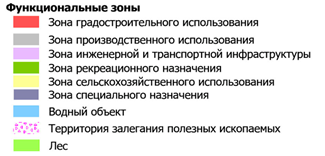 Функциональные зоны
Зона градостроительного использования
Зона производственного использования
Зона инженерной и транспортной инфраструктуры
Зона рекреационного назначения
Зона сельскохозяйственного использования
Зона специального назначения
Водный объект
Территория залегания полезных ископаемых
Лес